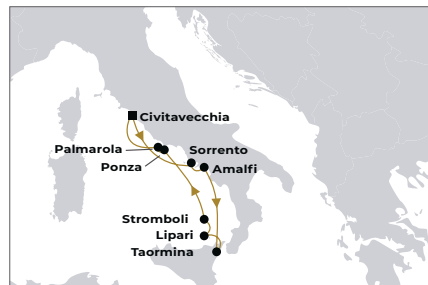 Civitavecchia
Palmarola
Ponza
Sorrento
Amalfi
Stromboli
Lipari
Taormina